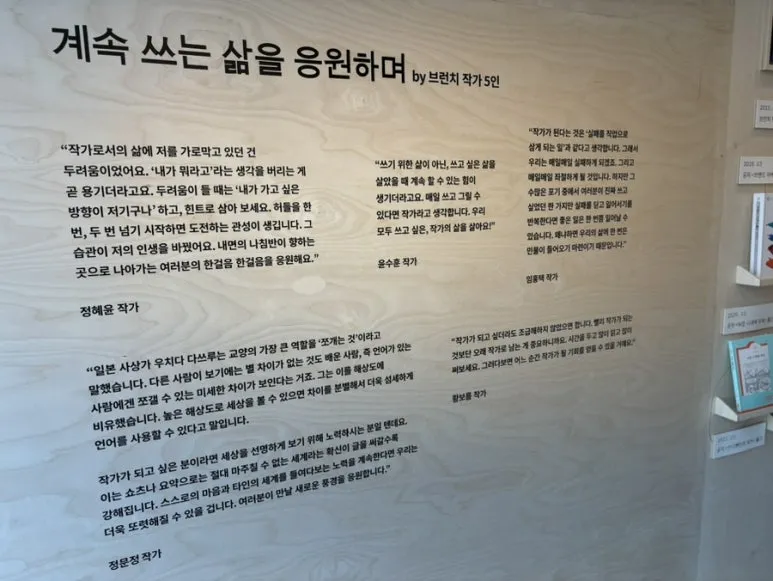 계속 쓰는 삶을 응원하며 by 브런치 작가 5인
“작가로서의 삶에 저를 가로막고 있던 건
두려움이었어요. ‘내가 뭐라고’라는 생각을 버리는 게
곧 용기더라고요. 두려움이 들 때는 ‘내가 가고 싶은
방향이 저기구나’ 하고, 힌트로 삼아 보세요. 허들을 한
번, 두 번 넘기 시작하면 도전하는 관성이 생깁니다. 그
습관이 저의 인생을 바꿨어요. 내면의 나침반이 향하는
곳으로 나아가는 여러분의 한걸음 한걸음을 응원해요.”
정혜윤 작가
“쓰기 위한 삶이 아닌, 쓰고 싶은 삶을
살았을 때 계속 할 수 있는 힘이
생기더라고요. 매일 쓰고 그릴 수
있다면 작가라고 생각합니다. 우리
모두 쓰고 싶은, 작가의 삶을 살아요!”
윤수훈 작가
“작가가 된다는 것은 ‘실패를 직업으로
삼게 되는 일’과 같다고 생각합니다. 그래서
우리는 매일매일 실패하게 되겠죠. 그리고
매일매일 좌절하게 될 것입니다. 하지만 그
수많은 포기 중에서 여러분이 진짜 쓰고
싶었던 한 가지만 실패를 딛고 일어서기를
반복한다면 좋은 일은 한 번쯤 일어날 수
있습니다. 왜냐하면 우리의 삶에 한 번은
만물이 들어오기 마련이기 때문입니다.”
임홍택 작가
“일본 사상가 우치다 다쓰루는 교양의 가장 큰 역할을 ‘쪼개는 것’이라고
말했습니다. 다른 사람이 보기에는 별 차이가 없는 것도 배운 사람, 즉 언어가 있는
사람에겐 쪼갤 수 있는 미세한 차이가 보인다는 거죠. 그는 이를 해상도에
비유했습니다. 높은 해상도로 세상을 볼 수 있으면 차이를 분별해서 더욱 섬세하게
언어를 사용할 수 있다고 말입니다.
작가가 되고 싶은 분이라면 세상을 선명하게 보기 위해 노력하시는 분일 텐데요.
이는 쇼츠나 요약으로는 절대 마주칠 수 없는 세계라는 확신이 글을 써갈수록
강해집니다. 스스로의 마음과 타인의 세계를 들여다보는 노력을 계속한다면 우리는
더욱 또렷해질 수 있을 겁니다. 여러분이 만날 새로운 풍경을 응원합니다.”
정문정 작가
“작가가 되고 싶더라도 조급해하지 않았으면 합니다. 빨리 작가가 되는
것보단 오래 작가로 남는 게 중요하니까요. 시간을 두고 많이 읽고 많이
써보세요. 그러다보면 어느 순간 작가가 될 기회를 얻을 수 있을 거예요.”
황보름 작가